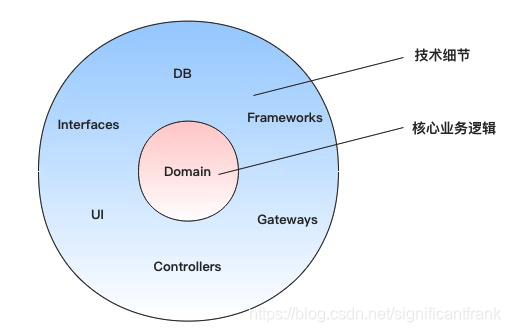 技术细节
DB
Frameworks
Interfaces
核心业务逻辑
Domain
UI
Gateways
Controllers
https://blog.csdn.net/significantfrank